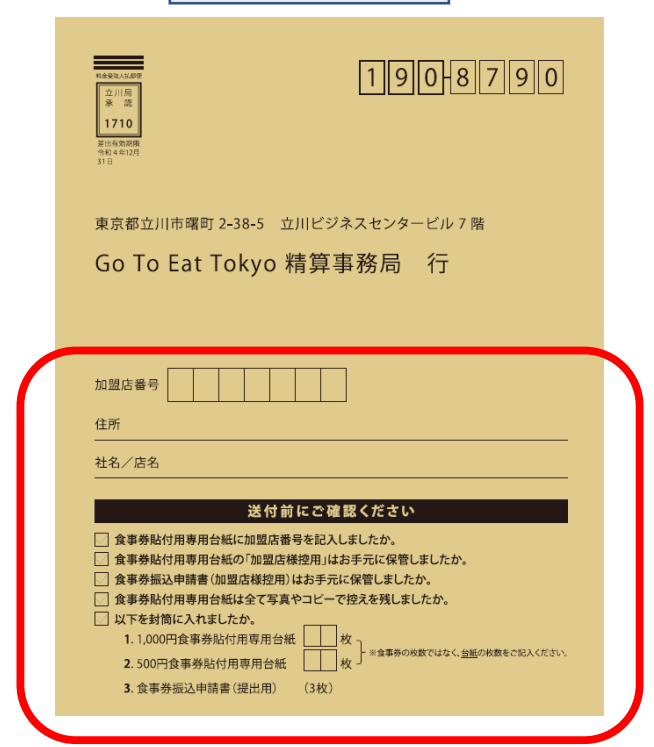 料金受取人払郵便
190-8790
立川局
承 認
1710
差出有効期限
令和4年12月
31日
東京都立川市曙町 2-38-5 立川ビジネスセンタービル 7 階
Go To Eat Tokyo 精算事務局 行
加盟店番号
住所
社名／店名
送付前にご確認ください
食事券貼付用専用台紙に加盟店番号を記入しましたか。
食事券貼付用専用台紙の「加盟店様控用」はお手元に保管しましたか。
食事券振込申請書（加盟店様控用）はお手元に保管しましたか。
食事券貼付用専用台紙は全て写真やコピーで控えを残しましたか。
以下を封筒に入れましたか。
1. 1,000円食事券貼付用専用台紙 枚
※食事券の枚数ではなく、台紙の枚数をご記入ください。
2. 500円食事券貼付用専用台紙 枚
3. 食事券振込申請書（提出用） （3枚）